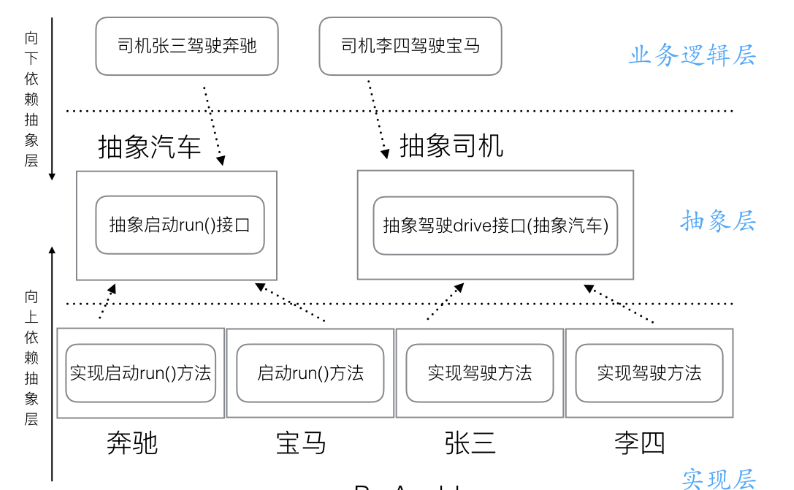 司机张三驾驶奔驰
司机李四驾驶宝马
业务逻辑层
向下依赖抽象层
抽象汽车
抽象司机
抽象启动run()接口
抽象驾驶drive接口(抽象汽车)
抽象层
向上依赖抽象层
实现启动run()方法
启动run()方法
实现驾驶方法
实现驾驶方法
奔驰
宝马
张三
李四
实现层